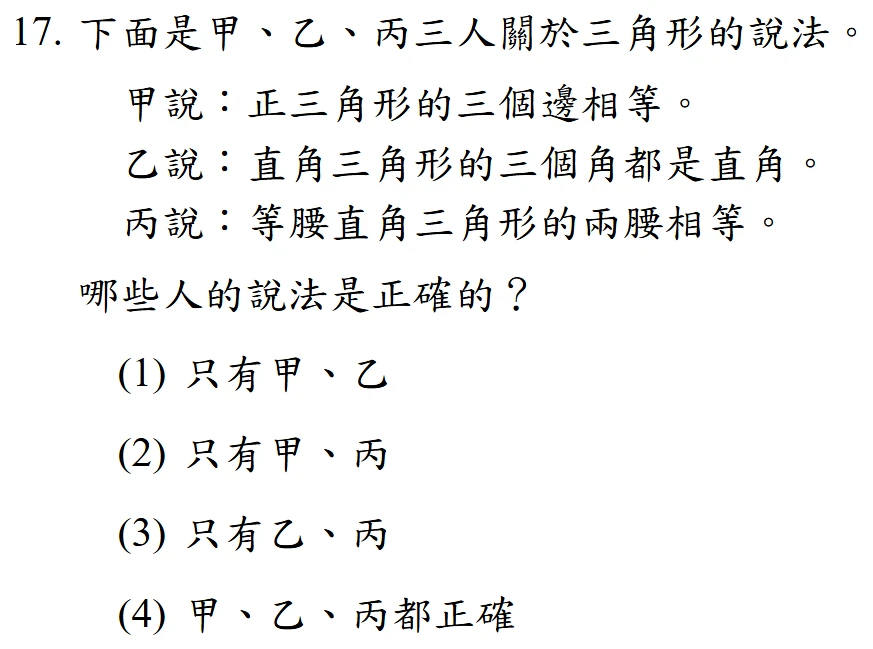 17. 下面是甲、乙、丙三人關於三角形的說法。
甲說：正三角形的三個邊相等。
乙說：直角三角形的三個角都是直角。
丙說：等腰直角三角形的兩腰相等。
哪些人的說法是正確的？
(1) 只有甲、乙
(2) 只有甲、丙
(3) 只有乙、丙
(4) 甲、乙、丙都正確